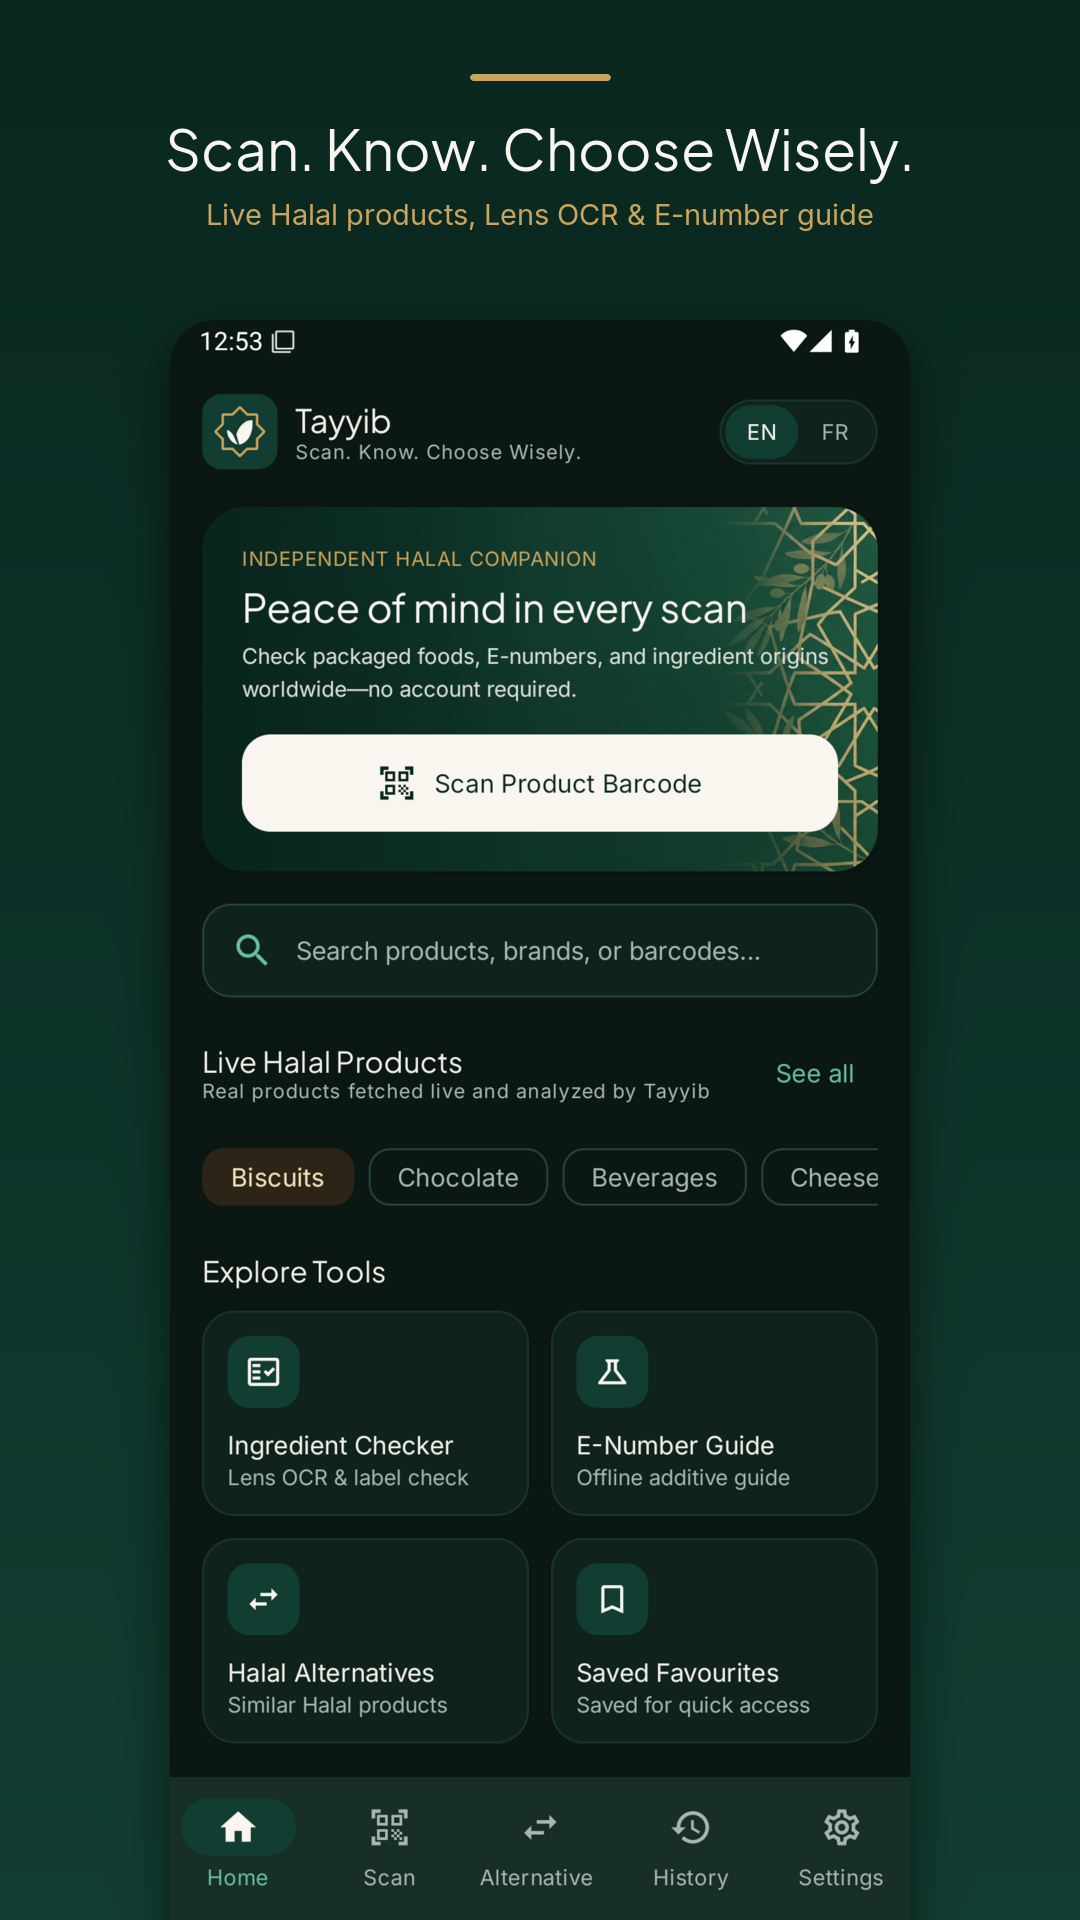 Scan. Know. Choose Wisely.
Live Halal products, Lens OCR & E-number guide
12:53
Tayyib
Scan. Know. Choose Wisely.
EN FR
INDEPENDENT HALAL COMPANION
Peace of mind in every scan
Check packaged foods, E-numbers, and ingredient origins
worldwide—no account required.
Scan Product Barcode
Search products, brands, or barcodes...
Live Halal Products
Real products fetched live and analyzed by Tayyib
See all
Biscuits Chocolate Beverages Cheese
Explore Tools
Ingredient Checker
Lens OCR & label check
E-Number Guide
Offline additive guide
Halal Alternatives
Similar Halal products
Saved Favourites
Saved for quick access
Home Scan Alternative History Settings